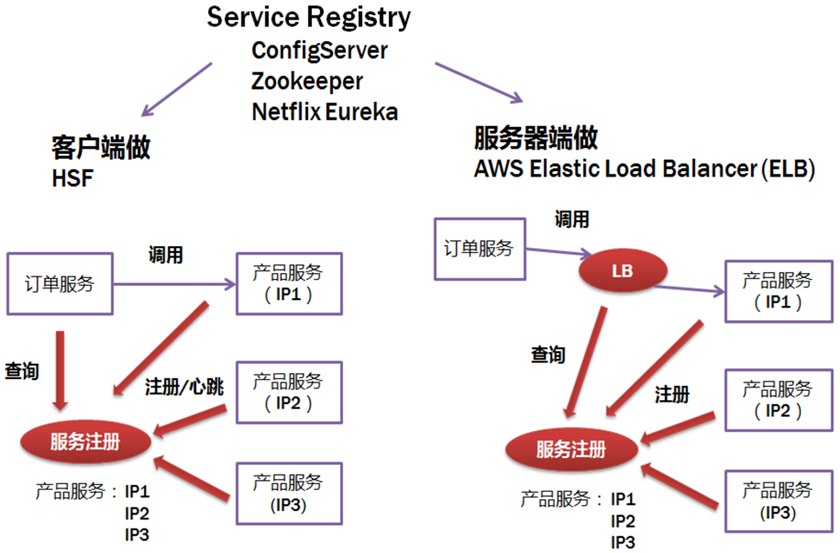 Service Registry
ConfigServer
Zookeeper
Netflix Eureka
客户端做
HSF
订单服务
调用
产品服务
（IP1）
查询
注册/心跳
产品服务
（IP2）
服务注册
产品服务
(IP3)
产品服务：IP1
IP2
IP3
服务器端做
AWS Elastic Load Balancer (ELB)
订单服务
调用
LB
产品服务
（IP1）
查询
注册
产品服务
（IP2）
服务注册
产品服务
(IP3)
产品服务：IP1
IP2
IP3